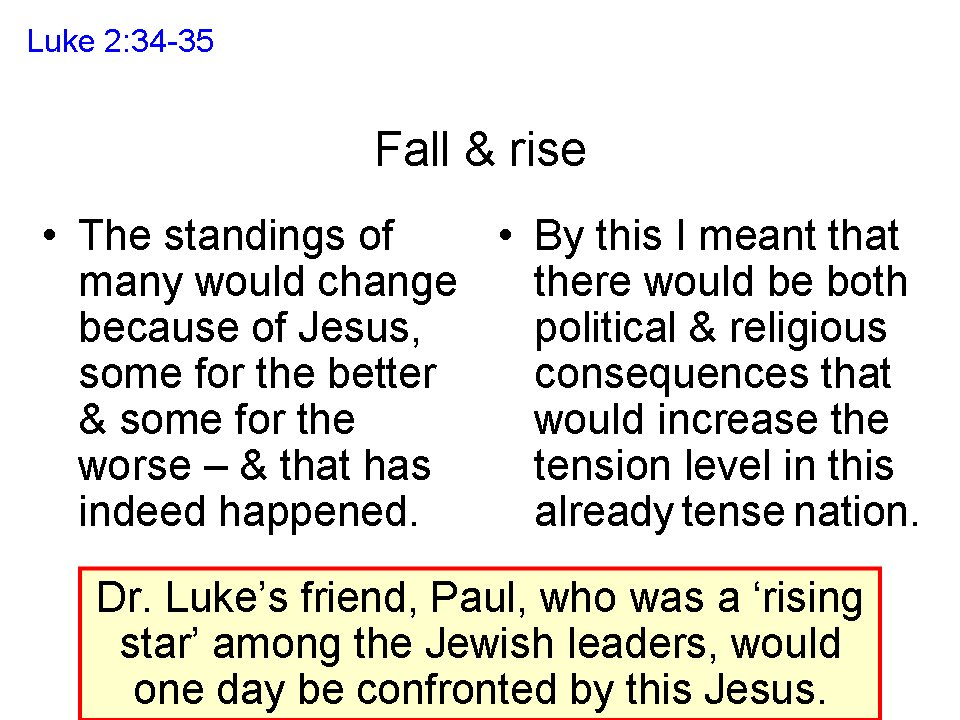 Luke 2:34-35
Fall & rise
• The standings of
many would change
because of Jesus,
some for the better
& some for the
worse – & that has
indeed happened.
• By this I meant that
there would be both
political & religious
consequences that
would increase the
tension level in this
already tense nation.
Dr. Luke’s friend, Paul, who was a ‘rising
star’ among the Jewish leaders, would
one day be confronted by this Jesus.